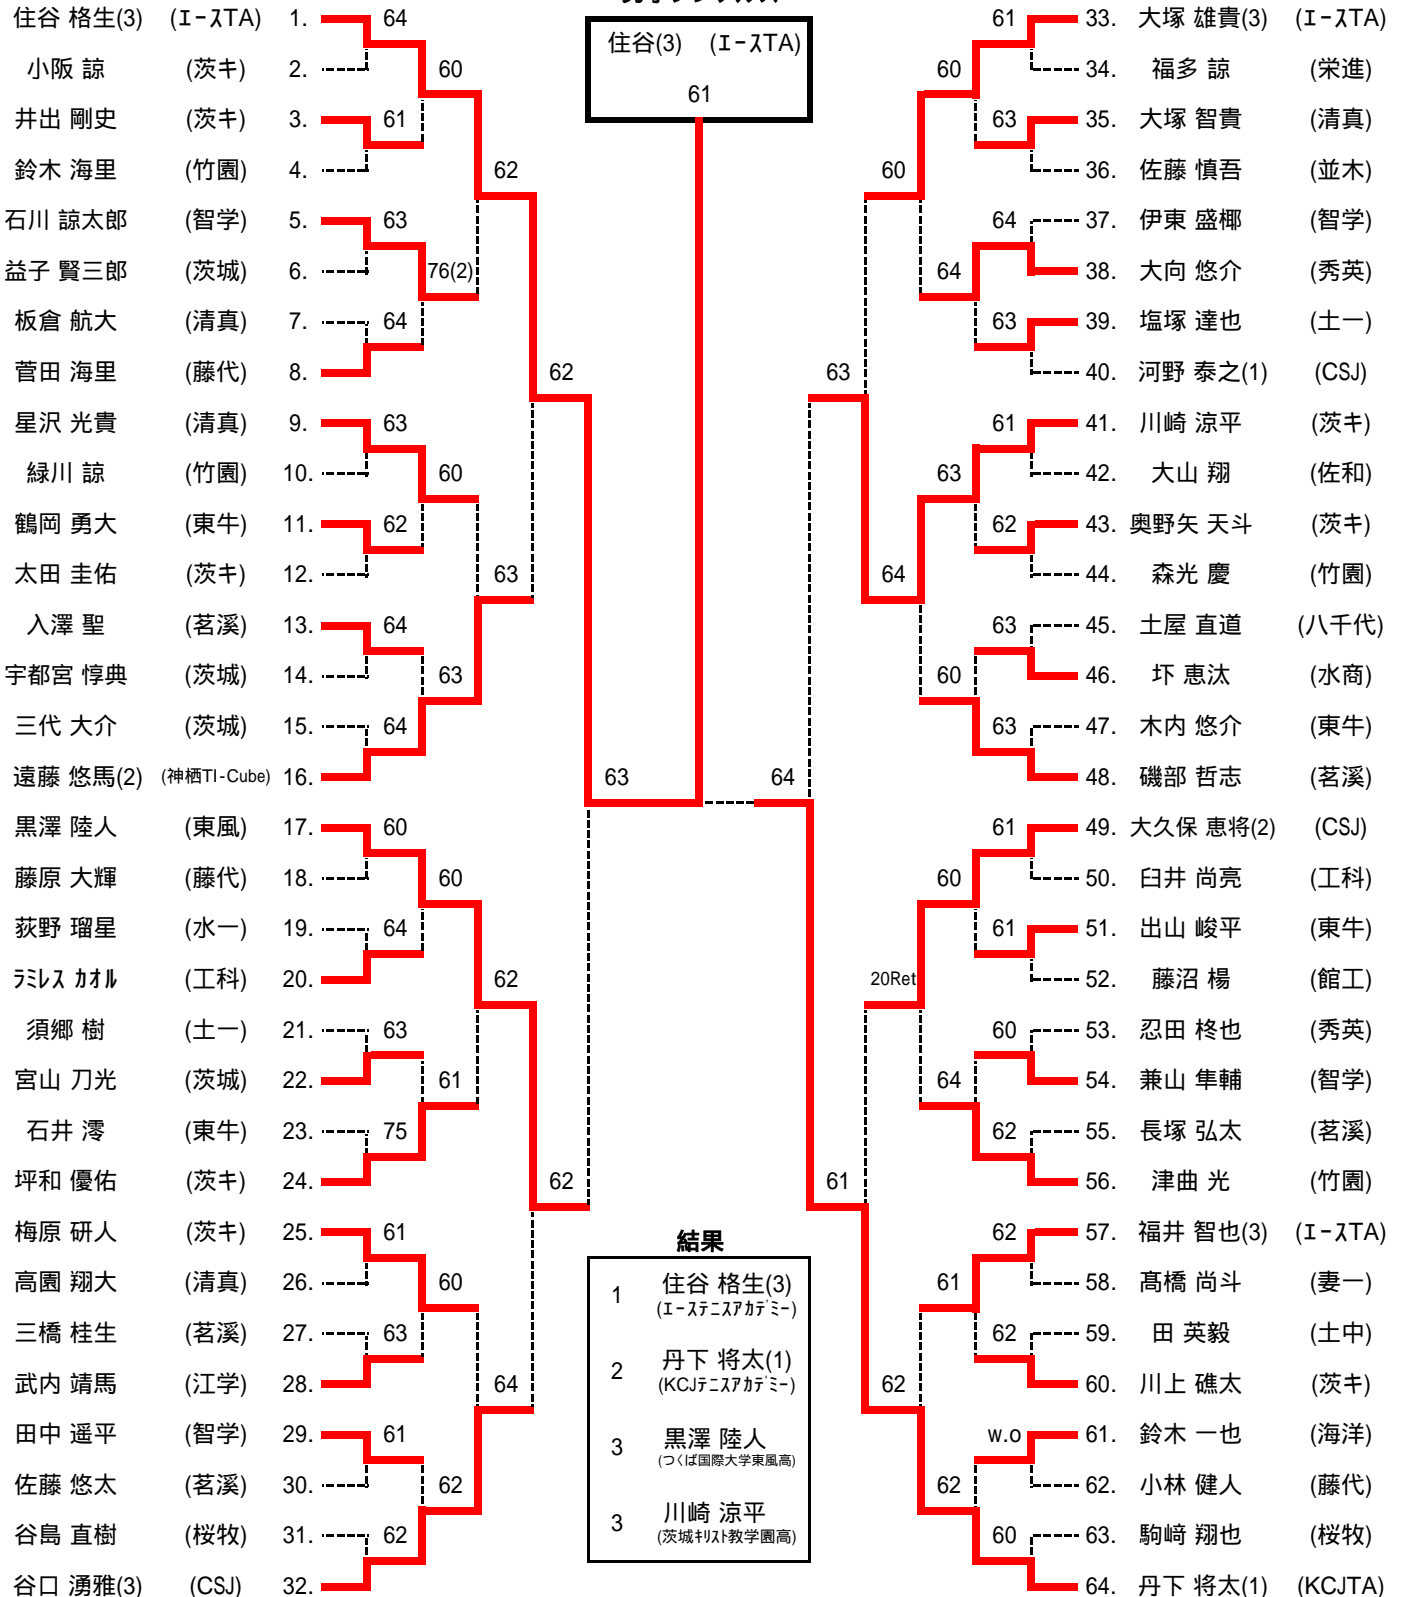 住谷 格生(3) (エースTA) 1. 64
小阪 諒 (茨キ) 2.
60
井出 剛史 (茨キ) 3. 61
鈴木 海里 (竹園) 4.
62
石川 諒太郎 (智学) 5. 63
益子 賢三郎 (茨城) 6.
76(2)
板倉 航大 (清真) 7. 64
菅田 海里 (藤代) 8.
62
星沢 光貴 (清真) 9. 63
緑川 諒 (竹園) 10.
60
鶴岡 勇大 (東牛) 11. 62
太田 圭佑 (茨キ) 12.
63
入澤 聖 (茗溪) 13. 64
宇都宮 惇典 (茨城) 14.
63
三代 大介 (茨城) 15. 64
遠藤 悠馬(2) (神栖TI-Cube) 16.
63
黒澤 陸人 (東風) 17. 60
藤原 大輝 (藤代) 18.
60
荻野 瑠星 (水一) 19. 64
ラミレス カオル (工科) 20.
62
須郷 樹 (土一) 21. 63
宮山 刀光 (茨城) 22.
61
石井 澪 (東牛) 23. 75
坪和 優佑 (茨キ) 24.
62
梅原 研人 (茨キ) 25. 61
高園 翔大 (清真) 26.
60
三橋 桂生 (茗溪) 27. 63
武内 靖馬 (江学) 28.
64
田中 遥平 (智学) 29. 61
佐藤 悠太 (茗溪) 30.
62
谷島 直樹 (桜牧) 31. 62
谷口 湧雅(3) (CSJ) 32.
住谷(3) (エースTA)
61
61 33. 大塚 雄貴(3) (エースTA)
60
34. 福多 諒 (栄進)
63 35. 大塚 智貴 (清真)
60
36. 佐藤 慎吾 (並木)
64 37. 伊東 盛椰 (智学)
64
38. 大向 悠介 (秀英)
63 39. 塩塚 達也 (土一)
63
40. 河野 泰之(1) (CSJ)
61 41. 川崎 涼平 (茨キ)
63
42. 大山 翔 (佐和)
62 43. 奥野矢 天斗 (茨キ)
64
44. 森光 慶 (竹園)
63 45. 土屋 直道 (八千代)
60
46. 圷 恵汰 (水商)
63 47. 木内 悠介 (東牛)
64
48. 磯部 哲志 (茗溪)
61 49. 大久保 恵将(2) (CSJ)
60
50. 臼井 尚亮 (工科)
61 51. 出山 峻平 (東牛)
20Ret
52. 藤沼 楊 (館工)
60 53. 忍田 柊也 (秀英)
64
54. 兼山 隼輔 (智学)
62 55. 長塚 弘太 (茗溪)
61
56. 津曲 光 (竹園)
62 57. 福井 智也(3) (エースTA)
61
58. 髙橋 尚斗 (妻一)
62 59. 田 英毅 (土中)
62
60. 川上 礁太 (茨キ)
w.o 61. 鈴木 一也 (海洋)
62
62. 小林 健人 (藤代)
60 63. 駒﨑 翔也 (桜牧)
64. 丹下 将太(1) (KCJTA)
結果
1 住谷 格生(3)
(エーステニスアカデミー)
2 丹下 将太(1)
(KCJテニスアカデミー)
3 黒澤 陸人
(つくば国際大学東風高)
3 川崎 涼平
(茨城キリスト教学園高)